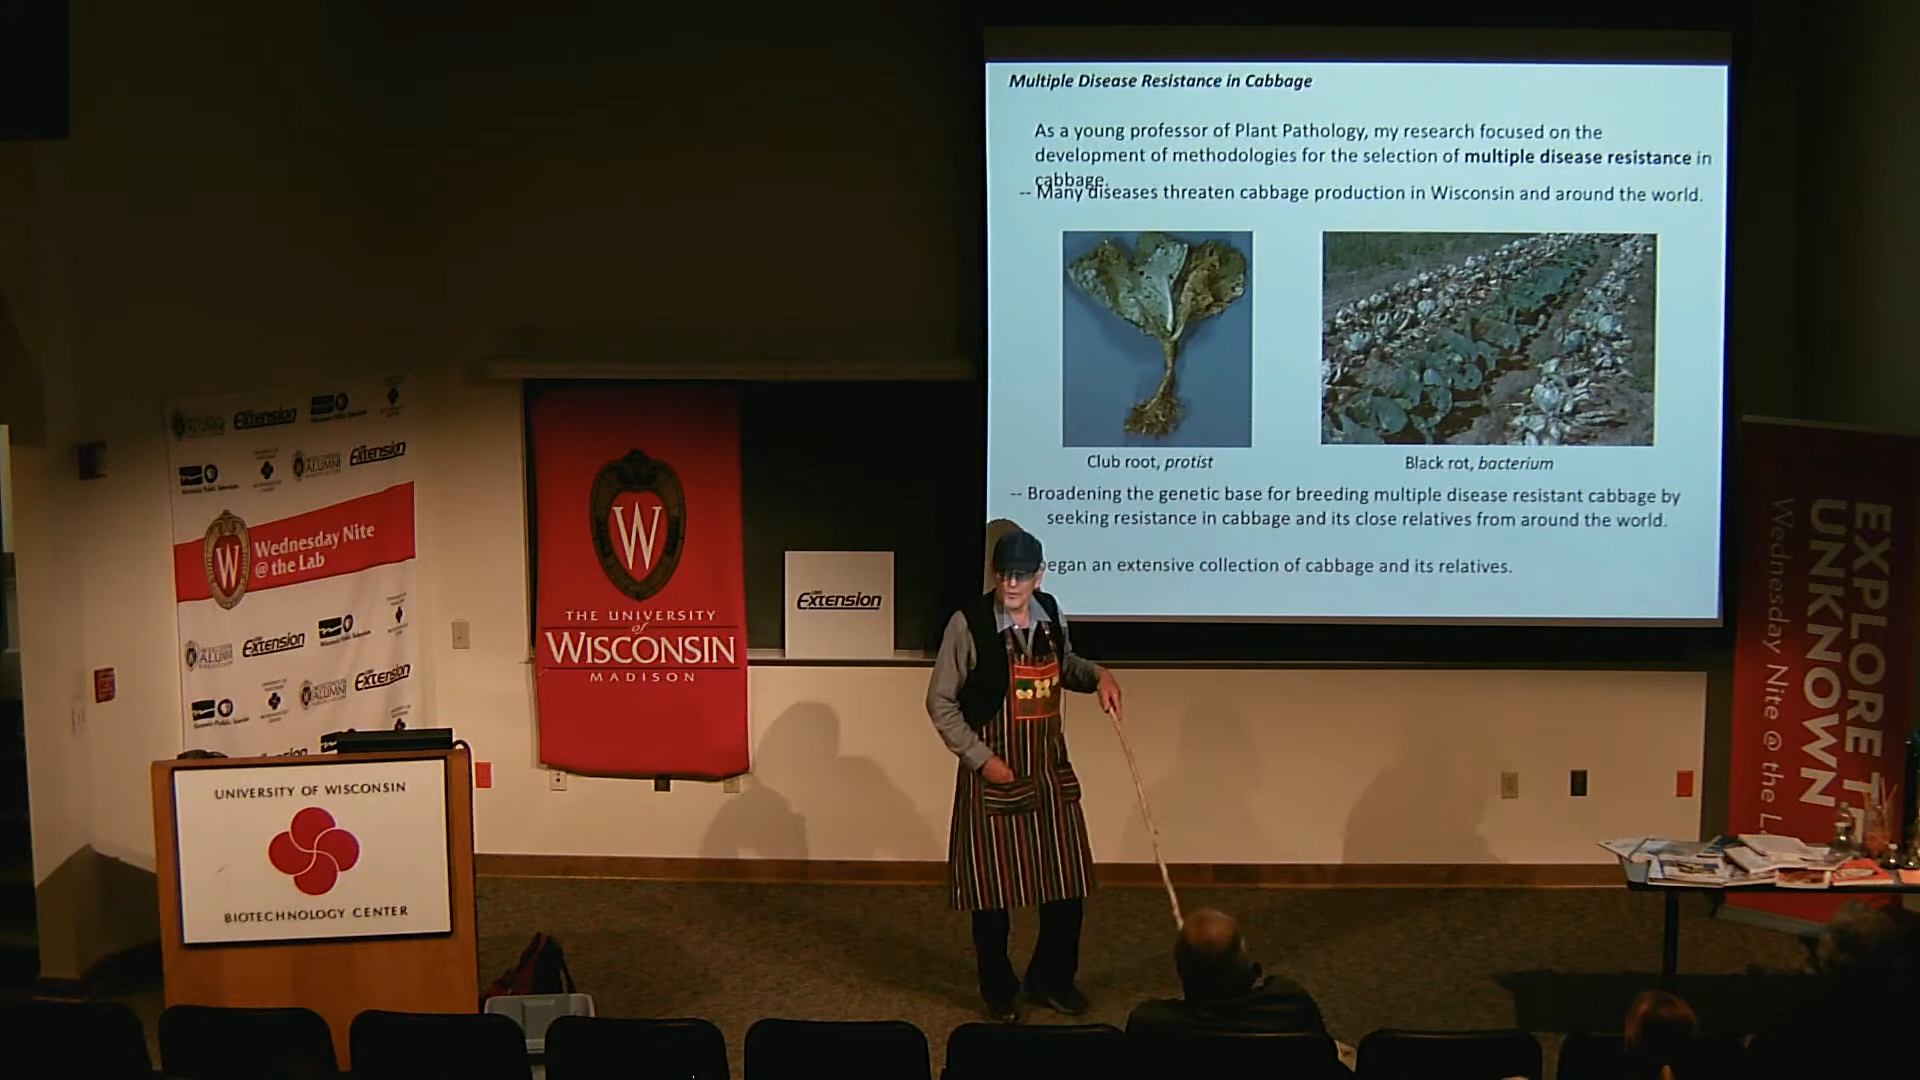 Multiple Disease Resistance in Cabbage
As a young professor of Plant Pathology, my research focused on the
development of methodologies for the selection of multiple disease resistance in
cabbage.
-- Many diseases threaten cabbage production in Wisconsin and around the world.
Club root, protist
Black rot, bacterium
-- Broadening the genetic base for breeding multiple disease resistant cabbage by
seeking resistance in cabbage and its close relatives from around the world.
egan an extensive collection of cabbage and its relatives.
ALUMNI
Extension
Extension
ALUMNI
W
Wednesday Nite
@ the Lab
ALUMNI
Extension
ALUMNI
Extension
W
THE UNIVERSITY
of
WISCONSIN
MADISON
Extension
UNIVERSITY OF WISCONSIN
BIOTECHNOLOGY CENTER
EXPLORE T
UNKNOWN
Wednesday Nite @ the L